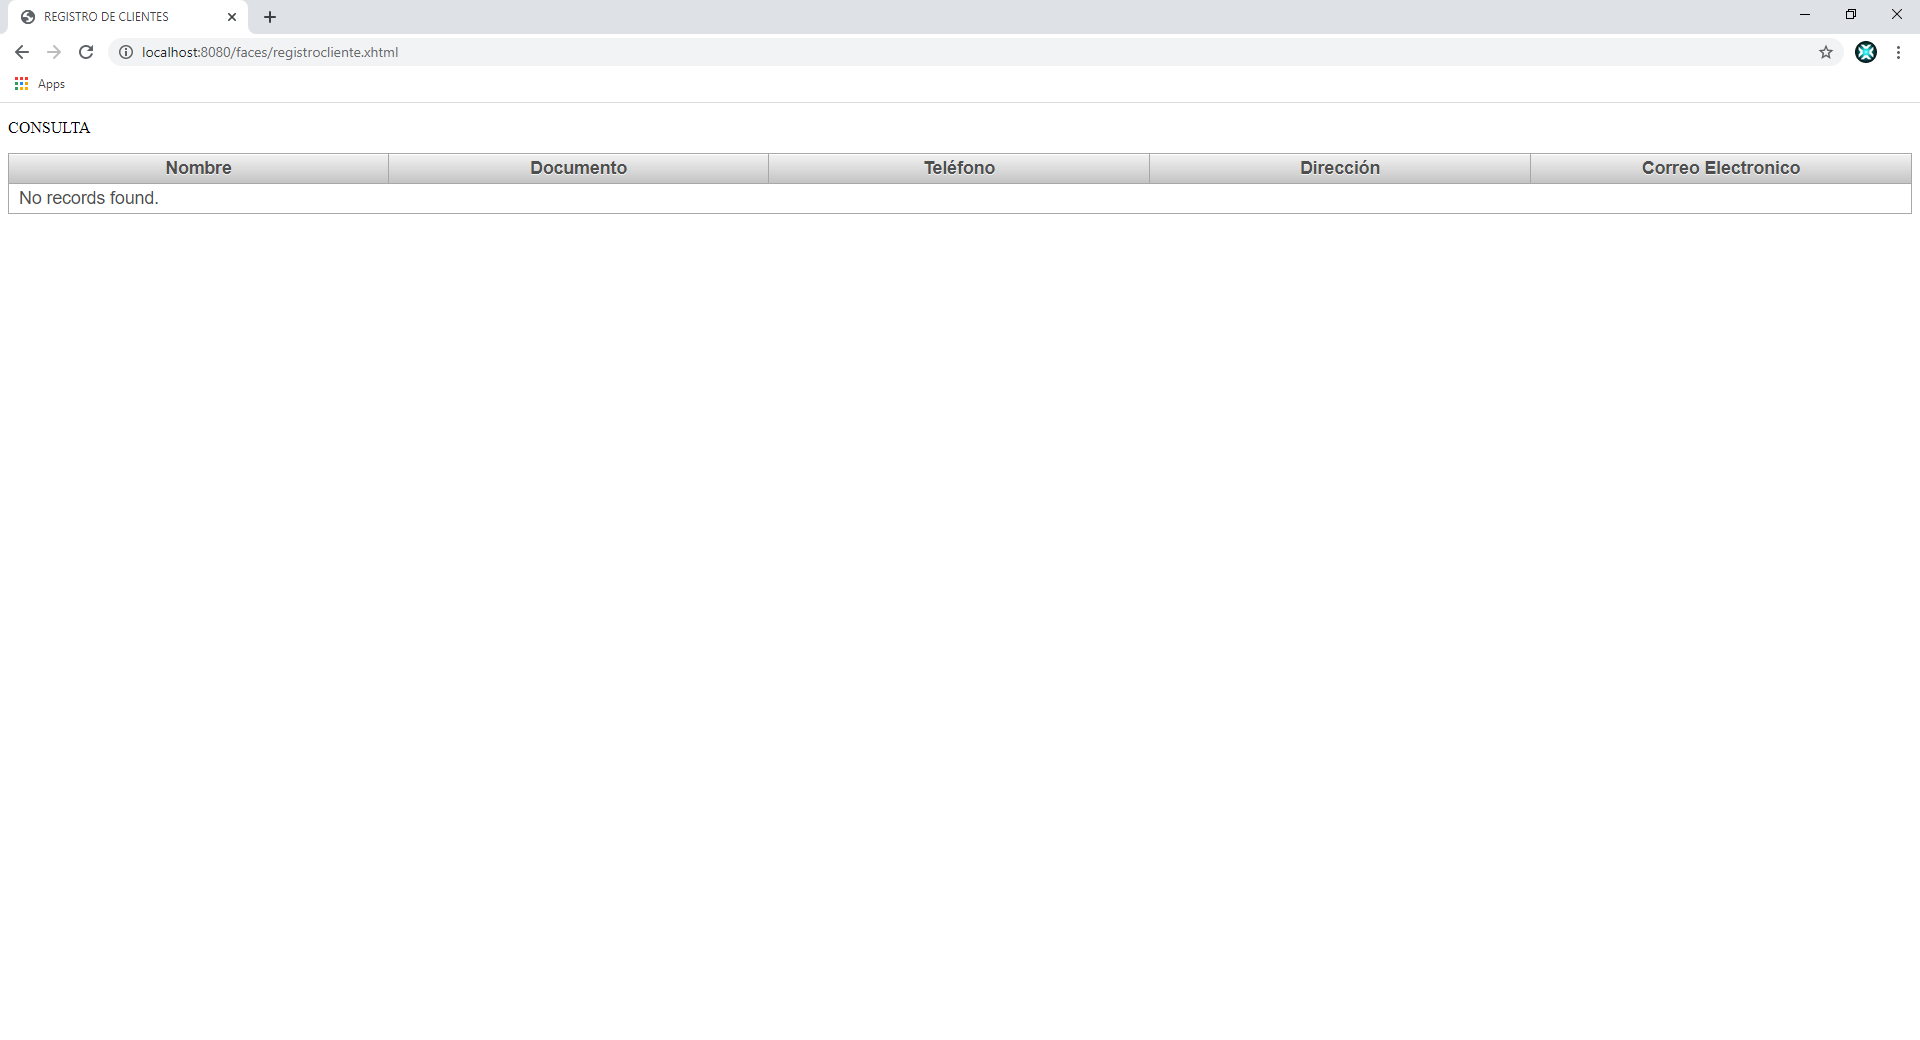 REGISTRO DE CLIENTES
localhost:8080/faces/registrocliente.xhtml
Apps
CONSULTA
Nombre Documento Teléfono Dirección Correo Electronico
No records found.